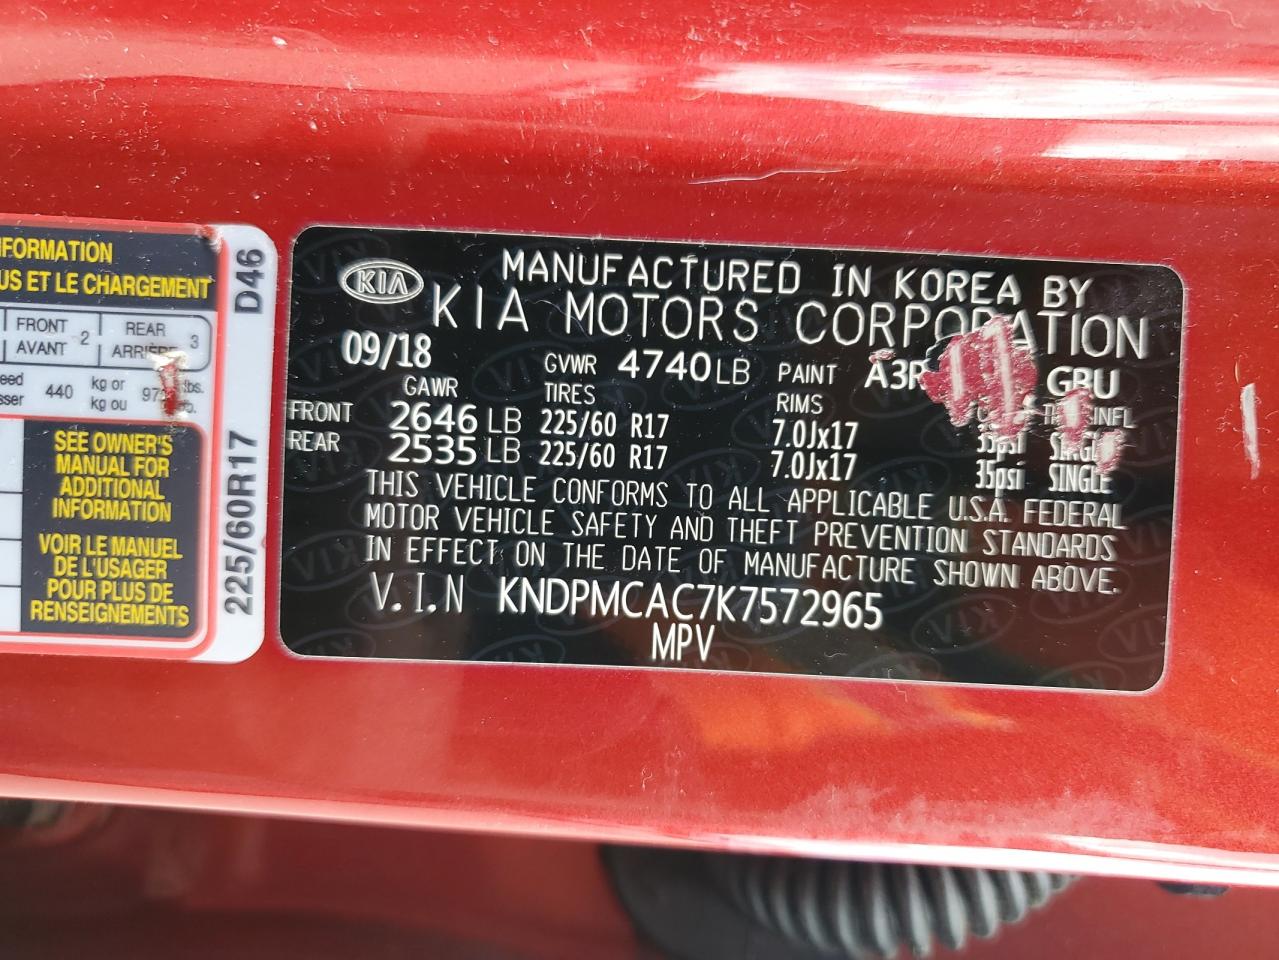 NFORMATION
US ET LE CHARGEMENT
FRONT
AVANT 2
REAR
ARRIÈRE 3
440
kg or
kg ou
SEE OWNER'S
MANUAL FOR
ADDITIONAL
INFORMATION
VOIR LE MANUEL
DE L'USAGER
POUR PLUS DE
RENSEIGNEMENTS
D46
225/60R17
KIA
MANUFACTURED IN KOREA BY
KIA MOTORS CORPORATION
09/18 GVWR 4740LB PAINT A3R GBU
GAWR TIRES RIMS INFL
FRONT 2646 LB 225/60 R17 7.0Jx17 35psi SINGLE
REAR 2535 LB 225/60 R17 7.0Jx17 35psi SINGLE
THIS VEHICLE CONFORMS TO ALL APPLICABLE U.S.A. FEDERAL
MOTOR VEHICLE SAFETY AND THEFT PREVENTION STANDARDS
IN EFFECT ON THE DATE OF MANUFACTURE SHOWN ABOVE.
V.I.N KNDPMCAC7K7572965
MPV